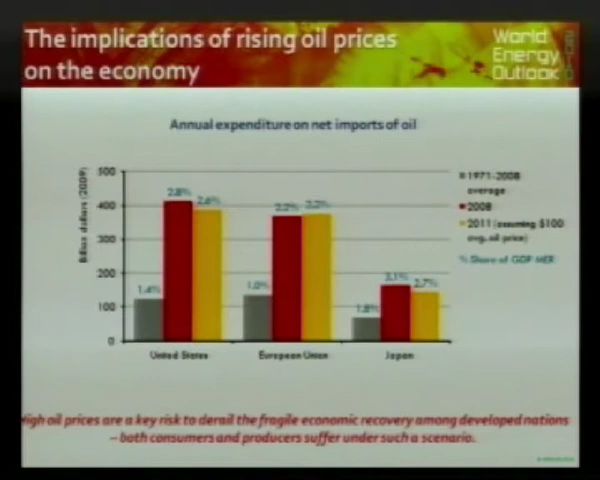 The implications of rising oil prices
on the economy
World
Energy
Outlook
Annual expenditure on net imports of oil
Billion dollars (2009)
500
400
300
200
100
0
1.4%
2.8%
2.6%
1.0%
2.2%
2.2%
1.8%
3.1%
2.7%
United States
European Union
Japan
1971-2008
average
2008
2011 (assuming $100
avg. oil price)
% Share of GDP MER
igh oil prices are a key risk to derail the fragile economic recovery among developed nations
– both consumers and producers suffer under such a scenario.